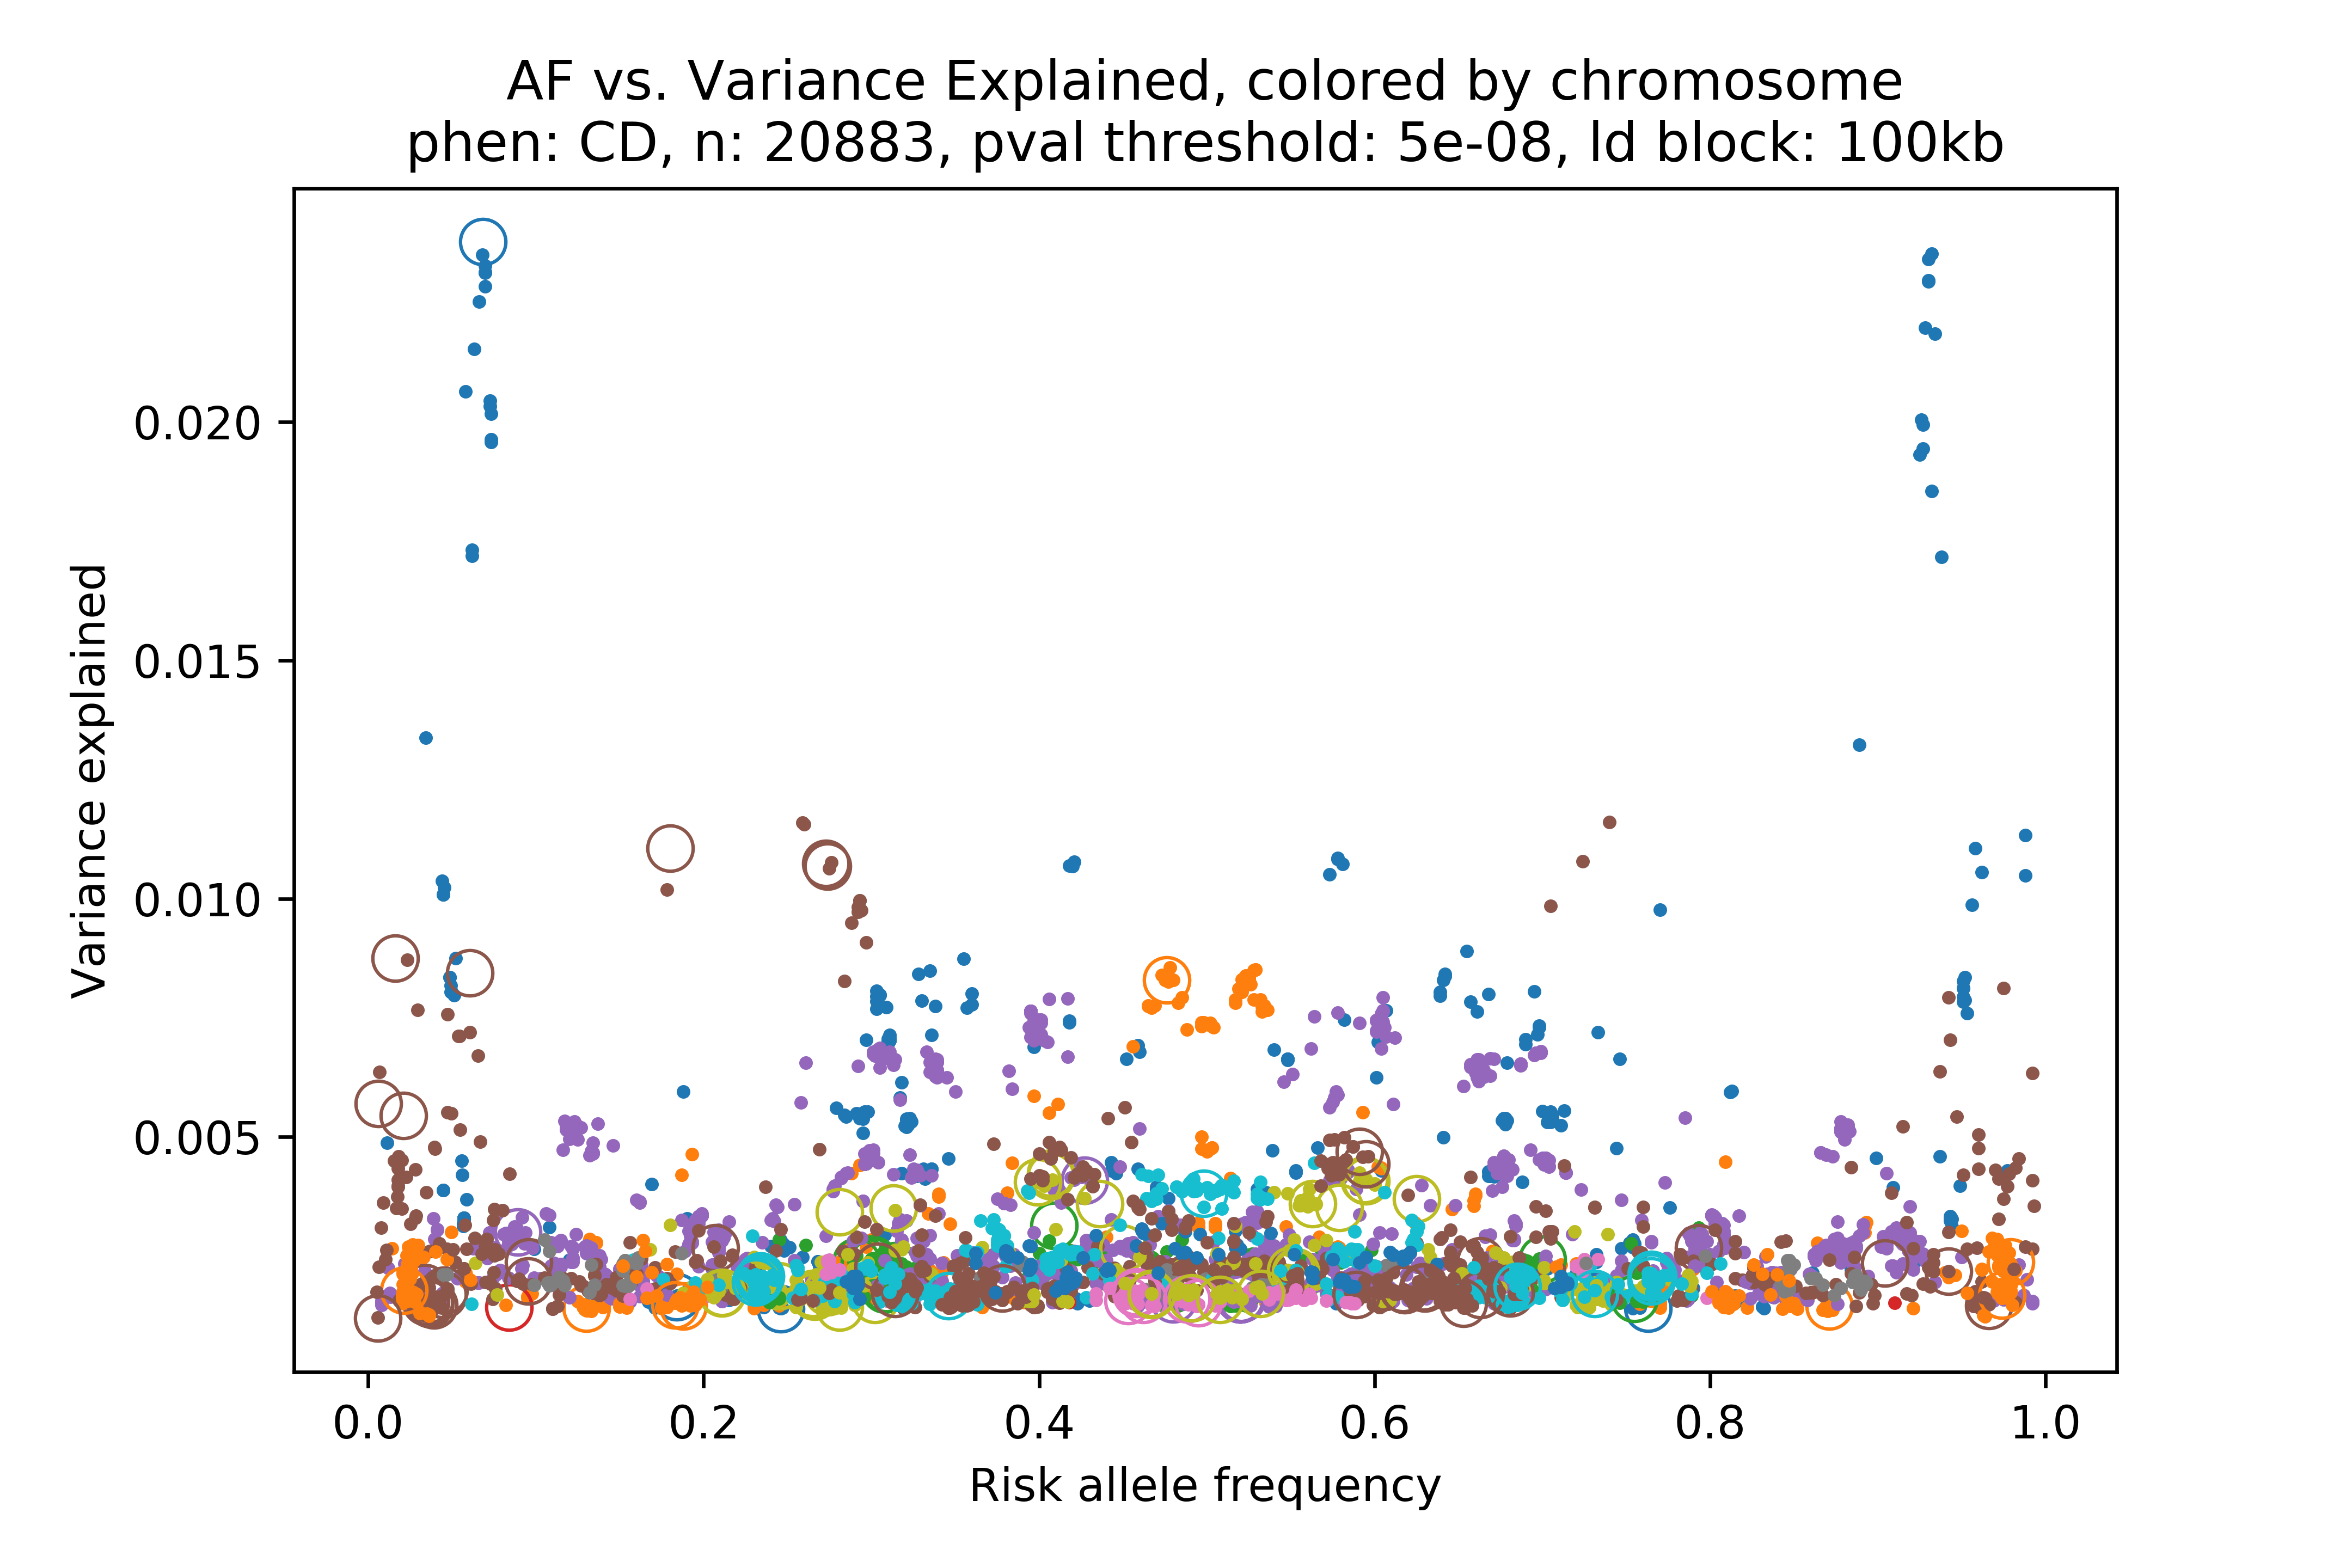 AF vs. Variance Explained, colored by chromosome
phen: CD, n: 20883, pval threshold: 5e-08, ld block: 100kb
0.020
0.015
0.010
0.005
Variance explained
0.0 0.2 0.4 0.6 0.8 1.0
Risk allele frequency